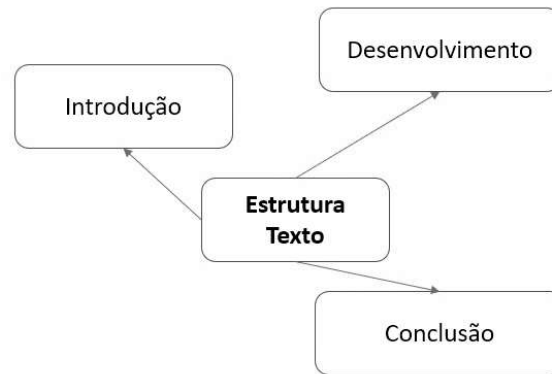 Desenvolvimento
Introdução
Estrutura
Texto
Conclusão